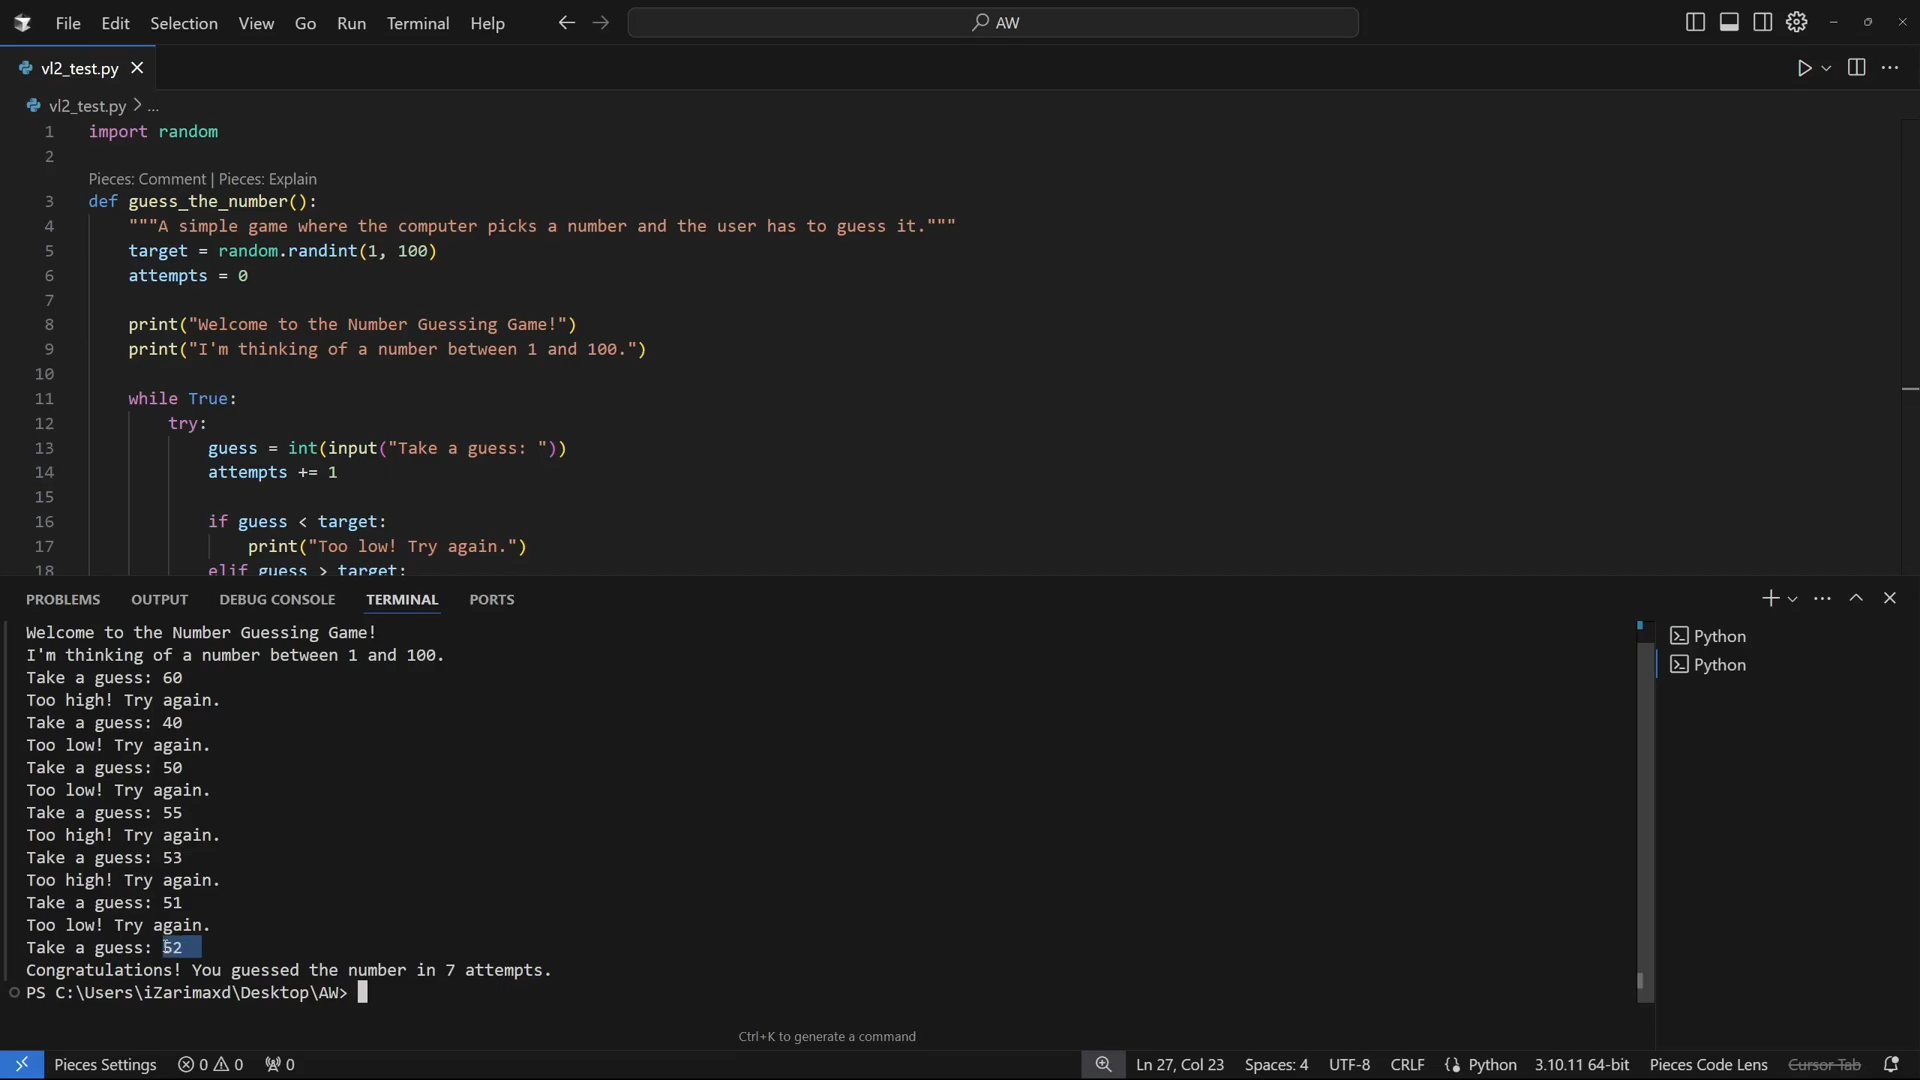 File Edit Selection View Go Run Terminal Help
AW
vl2_test.py
vl2_test.py > ...
1 import random
2
Pieces: Comment | Pieces: Explain
3 def guess_the_number():
4 """A simple game where the computer picks a number and the user has to guess it."""
5 target = random.randint(1, 100)
6 attempts = 0
7
8 print("Welcome to the Number Guessing Game!")
9 print("I'm thinking of a number between 1 and 100.")
10
11 while True:
12 try:
13 guess = int(input("Take a guess: "))
14 attempts += 1
15
16 if guess < target:
17 print("Too low! Try again.")
18 elif guess > target:
PROBLEMS OUTPUT DEBUG CONSOLE TERMINAL PORTS
Welcome to the Number Guessing Game!
I'm thinking of a number between 1 and 100.
Take a guess: 60
Too high! Try again.
Take a guess: 40
Too low! Try again.
Take a guess: 50
Too low! Try again.
Take a guess: 55
Too high! Try again.
Take a guess: 53
Too high! Try again.
Take a guess: 51
Too low! Try again.
Take a guess: 52
Congratulations! You guessed the number in 7 attempts.
PS C:\Users\iZarimaxd\Desktop\AW>
Python
Python
Ctrl+K to generate a command
Pieces Settings 0 0 0 Ln 27, Col 23 Spaces: 4 UTF-8 CRLF Python 3.10.11 64-bit Pieces Code Lens Cursor Tab